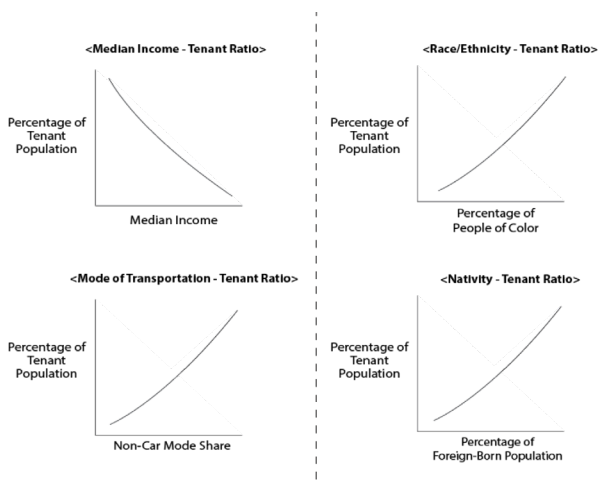 <Median Income - Tenant Ratio>
Percentage of
Tenant
Population
Median Income
<Race/Ethnicity - Tenant Ratio>
Percentage of
Tenant
Population
Percentage of
People of Color
<Mode of Transportation - Tenant Ratio>
Percentage of
Tenant
Population
Non-Car Mode Share
<Nativity - Tenant Ratio>
Percentage of
Tenant
Population
Percentage of
Foreign-Born Population